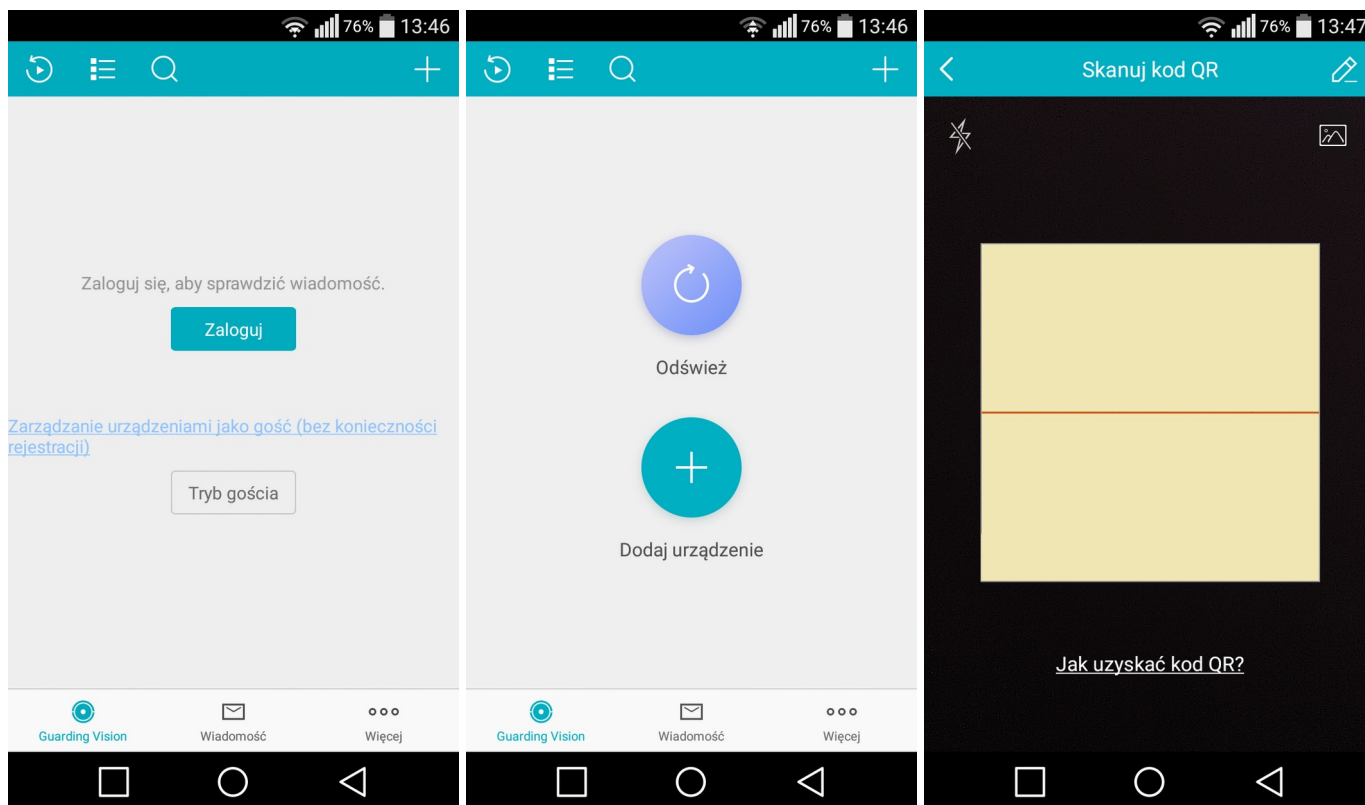 76% 13:46
Zaloguj się, aby sprawdzić wiadomość.
Zaloguj
Zarządzanie urządzeniami jako gość (bez konieczności
rejestracji)
Tryb gościa
Guarding Vision Wiadomość Więcej
76% 13:46
Odśwież
Dodaj urządzenie
Guarding Vision Wiadomość Więcej
76% 13:47
Skanuj kod QR
Jak uzyskać kod QR?